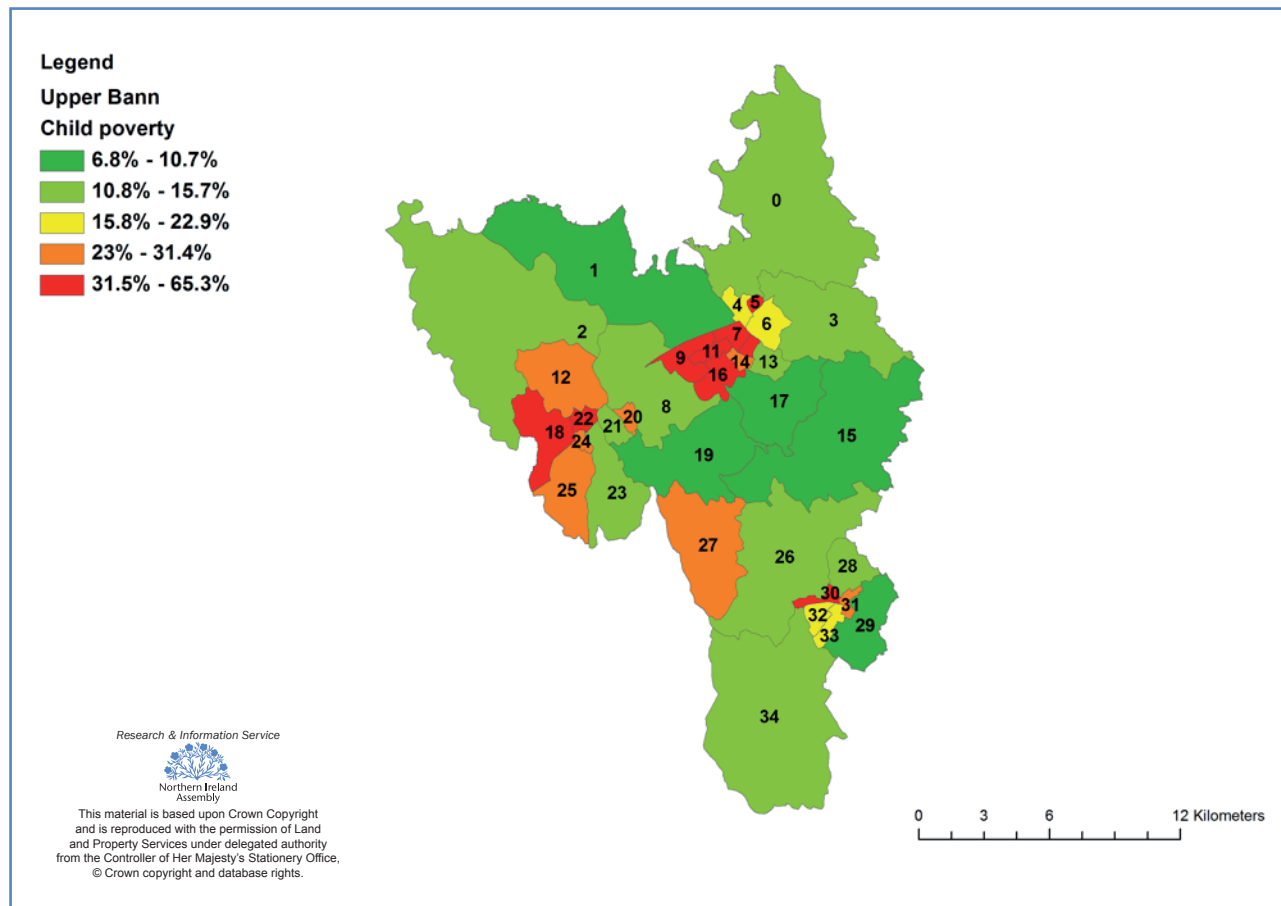 Legend
Upper Bann
Child poverty
6.8% - 10.7%
10.8% - 15.7%
15.8% - 22.9%
23% - 31.4%
31.5% - 65.3%
0
1
2
3
4
5
6
7
9
11
14
13
16
12
8
17
15
22
21
20
18
24
19
25
23
27
26
28
30
31
32
29
33
34
Research & Information Service
Northern Ireland
Assembly
This material is based upon Crown Copyright
and is reproduced with the permission of Land
and Property Services under delegated authority
from the Controller of Her Majesty's Stationery Office,
© Crown copyright and database rights.
0 3 6 12 Kilometers